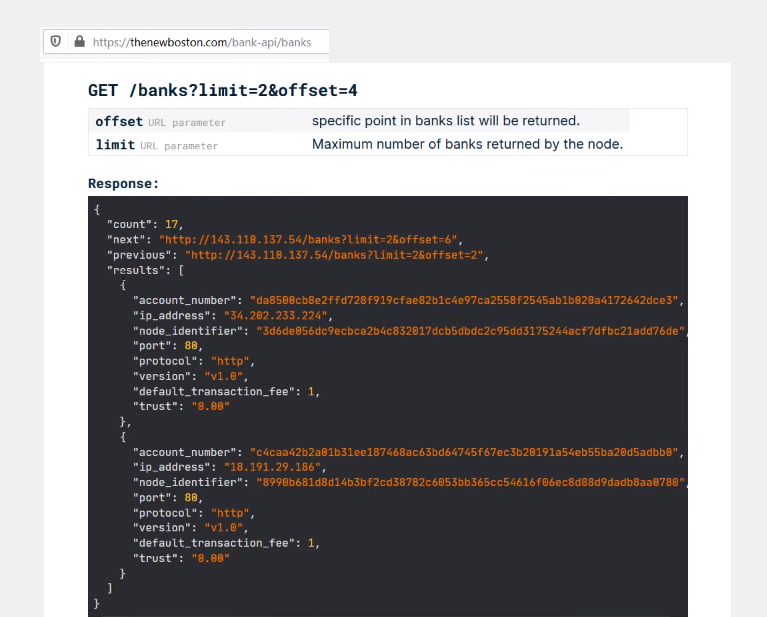 https://thenewboston.com/bank-api/banks
GET /banks?limit=2&offset=4
offset URL parameter specific point in banks list will be returned.
limit URL parameter Maximum number of banks returned by the node.
Response:
{
"count": 17,
"next": "http://143.110.137.54/banks?limit=2&offset=6",
"previous": "http://143.110.137.54/banks?limit=2&offset=2",
"results": [
{
"account_number": "da8500cb8e2ffd728f919cfae82b1c4e97ca2558f2545ab1b020a4172642dce3",
"ip_address": "34.202.233.224",
"node_identifier": "3d6de056dc9ecbca2b4c832017dcb5dbdc2c95dd3175244acf7dfbc21add76de",
"port": 80,
"protocol": "http",
"version": "v1.0",
"default_transaction_fee": 1,
"trust": "0.00"
},
{
"account_number": "c4caa42b2a01b31ee187468ac63bd64745f67ec3b20191a54eb55ba20d5adbb0",
"ip_address": "18.191.29.186",
"node_identifier": "8990b681d8d14b3bf2cd38782c6053bb365cc54616f06ec8d88d9dadb8aa0780",
"port": 80,
"protocol": "http",
"version": "v1.0",
"default_transaction_fee": 1,
"trust": "0.00"
}
]
}